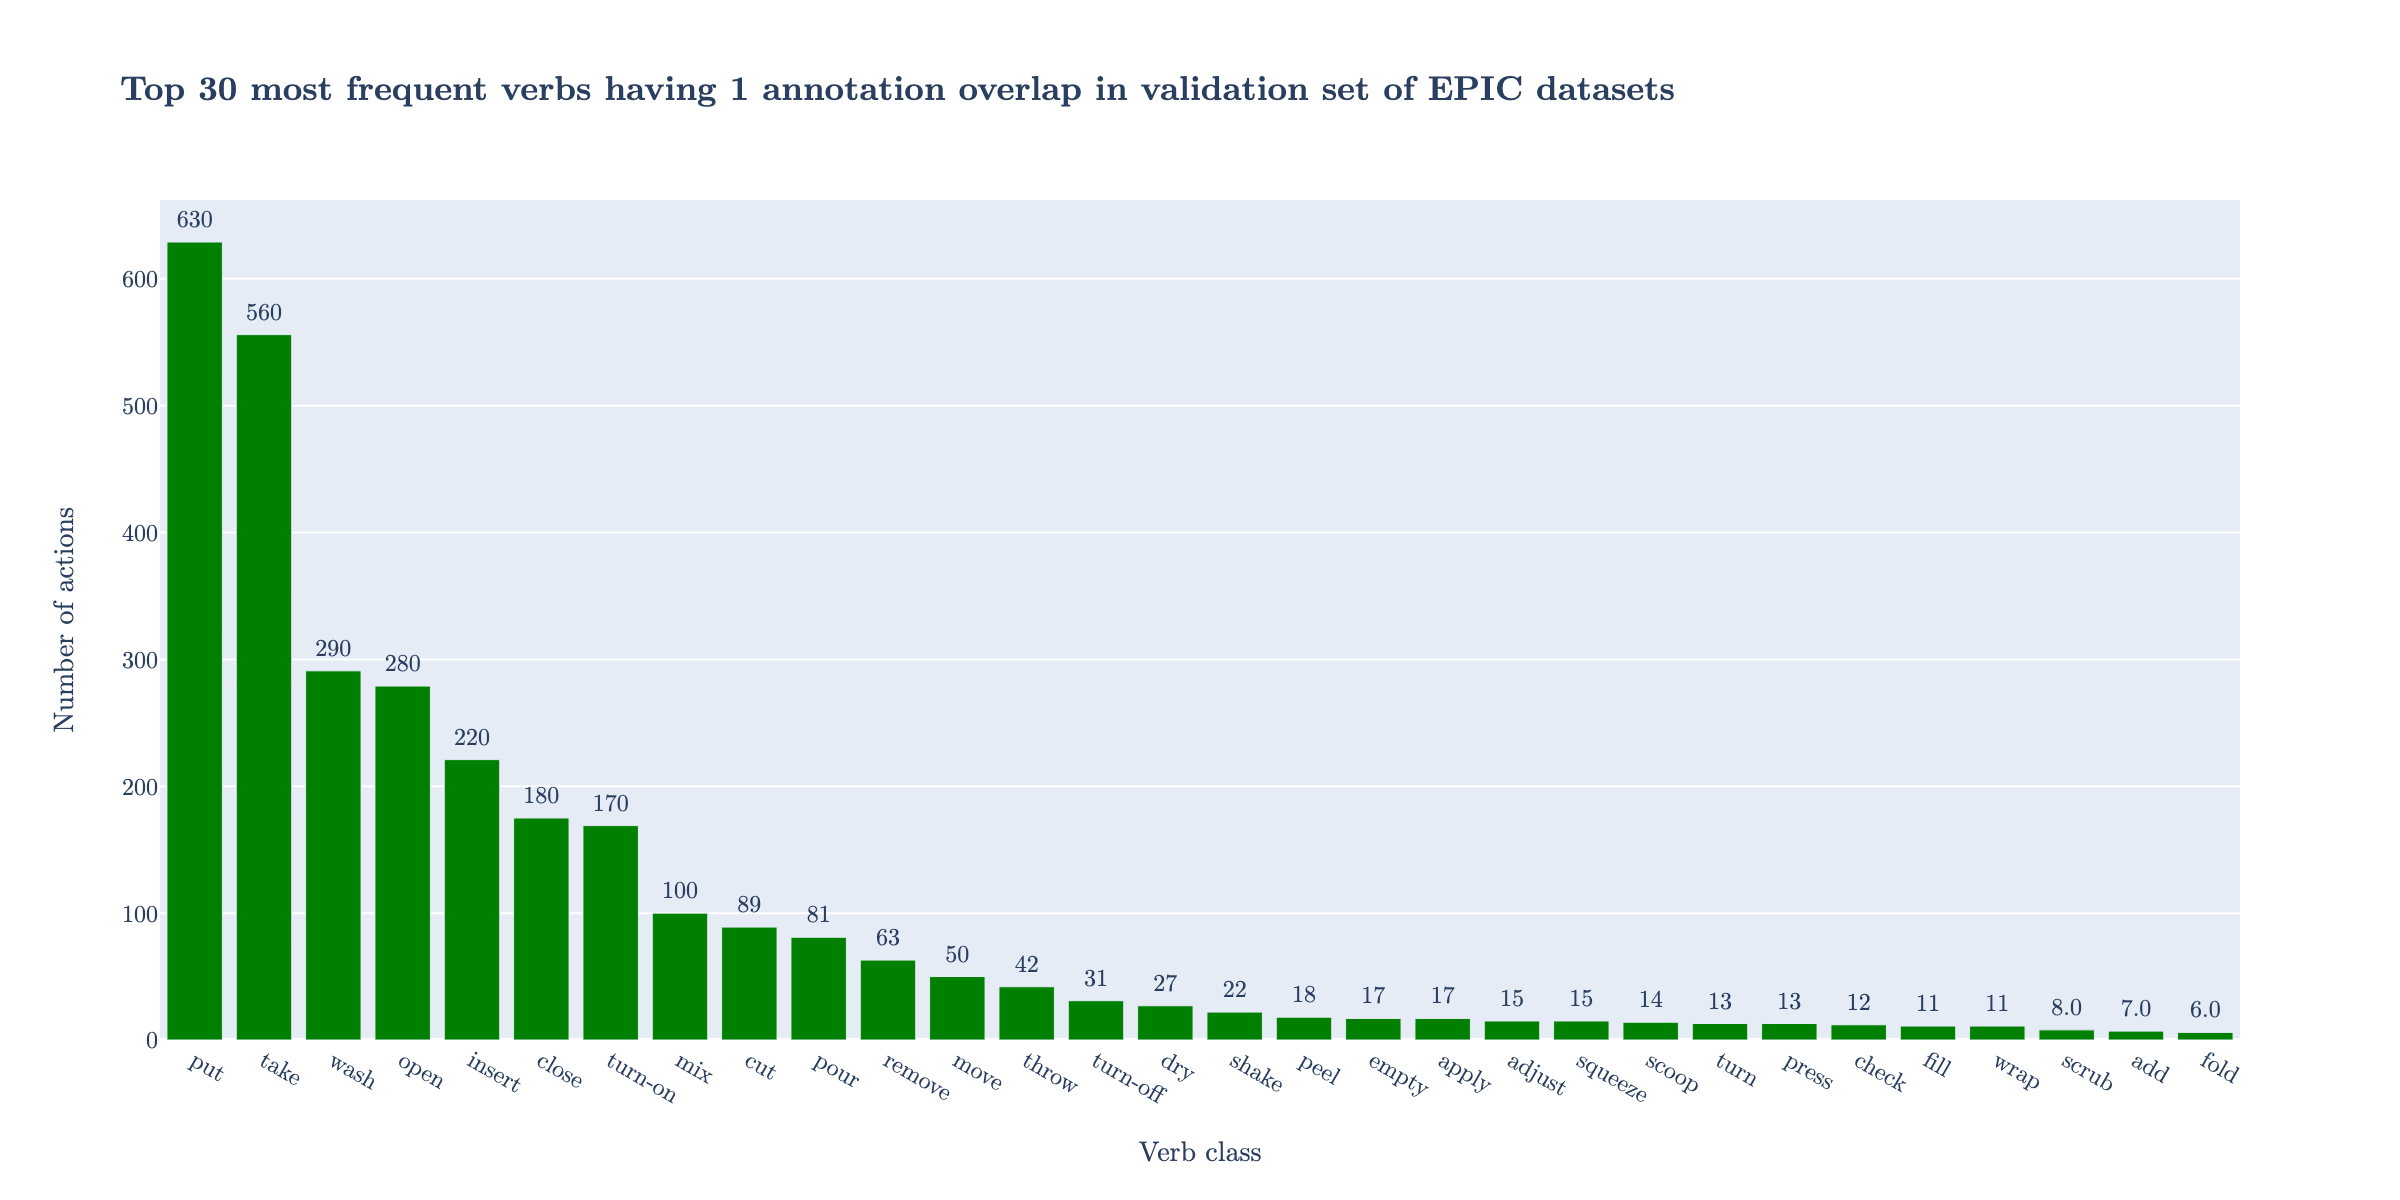 Top 30 most frequent verbs having 1 annotation overlap in validation set of EPIC datasets
630
560
290
280
220
180
170
100
89
81
63
50
42
31
27
22
18
17
17
15
15
14
13
13
12
11
11
8.0
7.0
6.0
600
500
400
300
200
100
0
Number of actions
put
take
wash
open
insert
close
turn-on
mix
cut
pour
remove
move
throw
turn-off
dry
shake
peel
empty
apply
adjust
squeeze
scoop
turn
press
check
fill
wrap
scrub
add
fold
Verb class